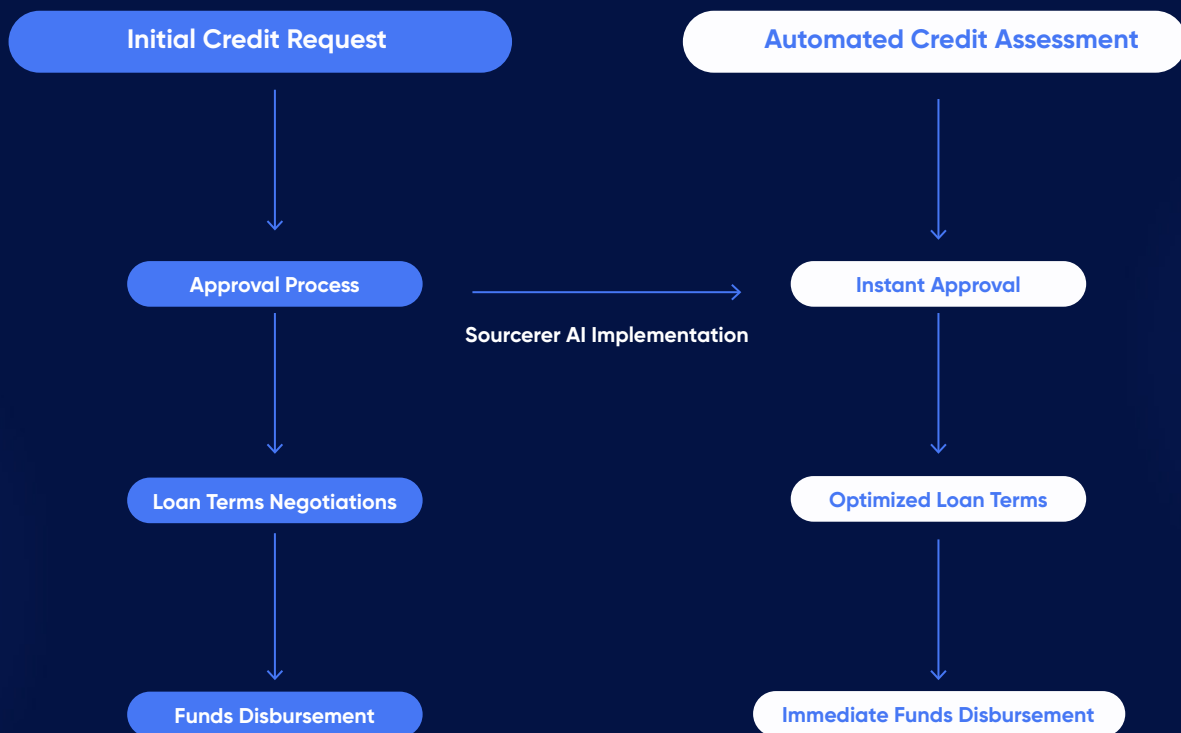 Initial Credit Request
Automated Credit Assessment
Approval Process
Instant Approval
Sourcerer AI Implementation
Loan Terms Negotiations
Optimized Loan Terms
Funds Disbursement
Immediate Funds Disbursement